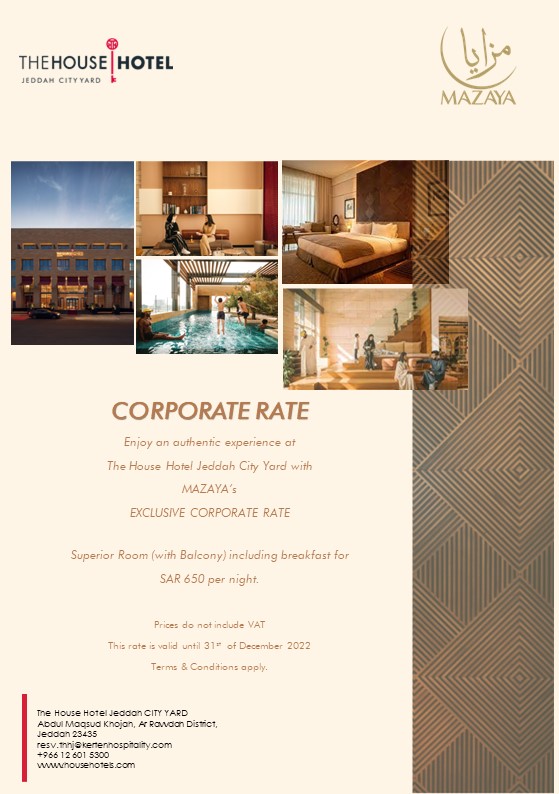 THE HOUSE HOTEL
JEDDAH CITY YARD
مزايا
MAZAYA
CORPORATE RATE
Enjoy an authentic experience at
The House Hotel Jeddah City Yard with
MAZAYA's
EXCLUSIVE CORPORATE RATE
Superior Room (with Balcony) including breakfast for
SAR 650 per night.
Prices do not include VAT
This rate is valid until 31st of December 2022
Terms & Conditions apply.
The House Hotel Jeddah CITY YARD
Abdul Maqsud Khojah, Ar Rawdah District,
Jeddah 23435
resv.thhj@kertenhospitality.com
+966 12 601 5300
www.househotels.com